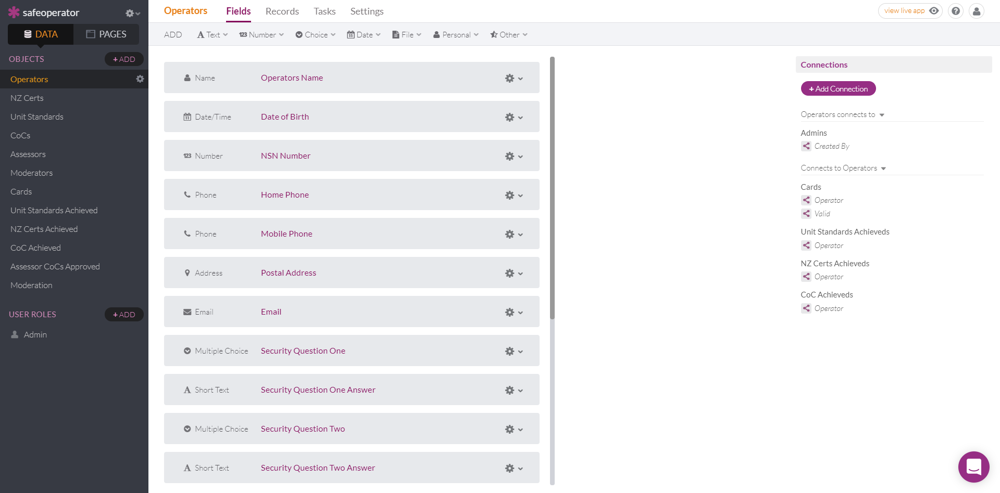 safeoperator
DATA
PAGES
OBJECTS
+ ADD
Operators
NZ Certs
Unit Standards
CoCs
Assessors
Moderators
Cards
Unit Standards Achieved
NZ Certs Achieved
CoC Achieved
Assessor CoCs Approved
Moderation
USER ROLES
+ ADD
Admin
Operators Fields Records Tasks Settings
view live app
?
ADD A Text 123 Number Choice 11 Date File Personal Other
Name Operators Name
11 Date/Time Date of Birth
123 Number NSN Number
Phone Home Phone
Phone Mobile Phone
Address Postal Address
Email Email
Multiple Choice Security Question One
A Short Text Security Question One Answer
Multiple Choice Security Question Two
A Short Text Security Question Two Answer
Connections
+ Add Connection
Operators connects to
Admins
Created By
Connects to Operators
Cards
Operator
Valid
Unit Standards Achieveds
Operator
NZ Certs Achieveds
Operator
CoC Achieveds
Operator